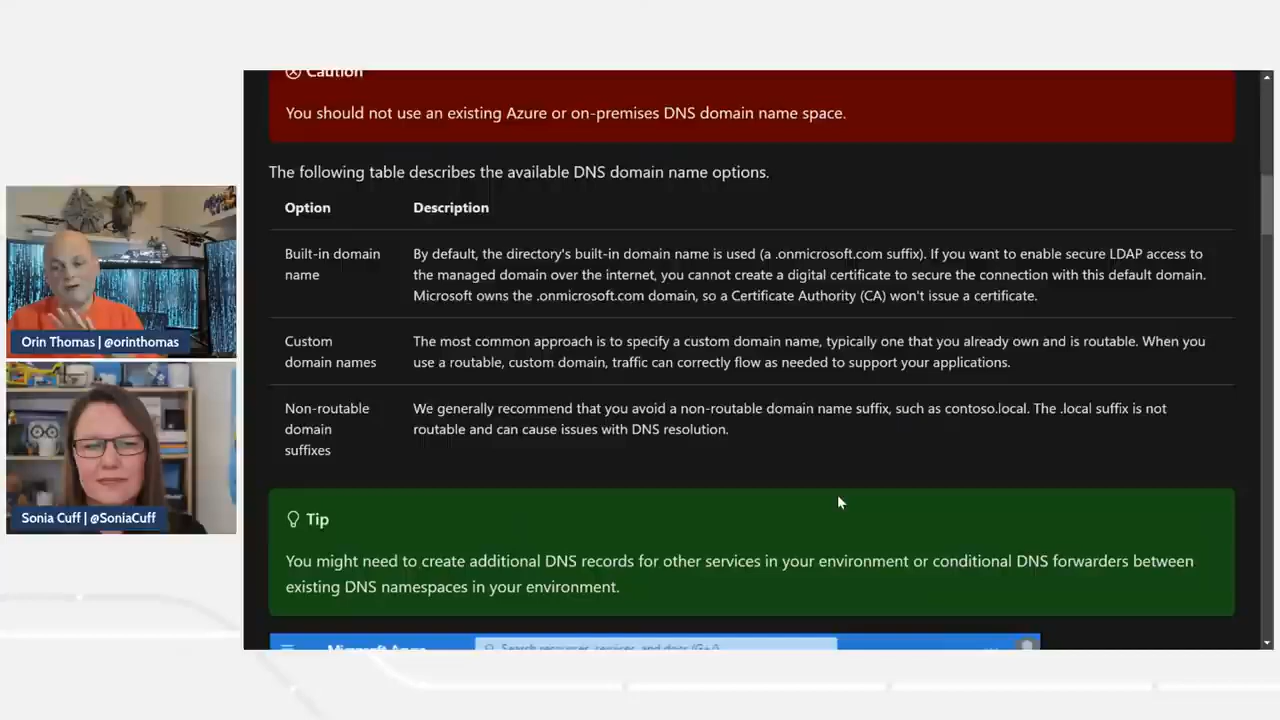 Caution
You should not use an existing Azure or on-premises DNS domain name space.
The following table describes the available DNS domain name options.
Option Description
Built-in domain
name
By default, the directory's built-in domain name is used (a .onmicrosoft.com suffix). If you want to enable secure LDAP access to
the managed domain over the internet, you cannot create a digital certificate to secure the connection with this default domain.
Microsoft owns the .onmicrosoft.com domain, so a Certificate Authority (CA) won't issue a certificate.
Custom
domain names
The most common approach is to specify a custom domain name, typically one that you already own and is routable. When you
use a routable, custom domain, traffic can correctly flow as needed to support your applications.
Non-routable
domain
suffixes
We generally recommend that you avoid a non-routable domain name suffix, such as contoso.local. The .local suffix is not
routable and can cause issues with DNS resolution.
Tip
You might need to create additional DNS records for other services in your environment or conditional DNS forwarders between
existing DNS namespaces in your environment.
Microsoft Azure
Search resources, services, and docs (G+/)
Orin Thomas | @orinthomas
Sonia Cuff | @SoniaCuff